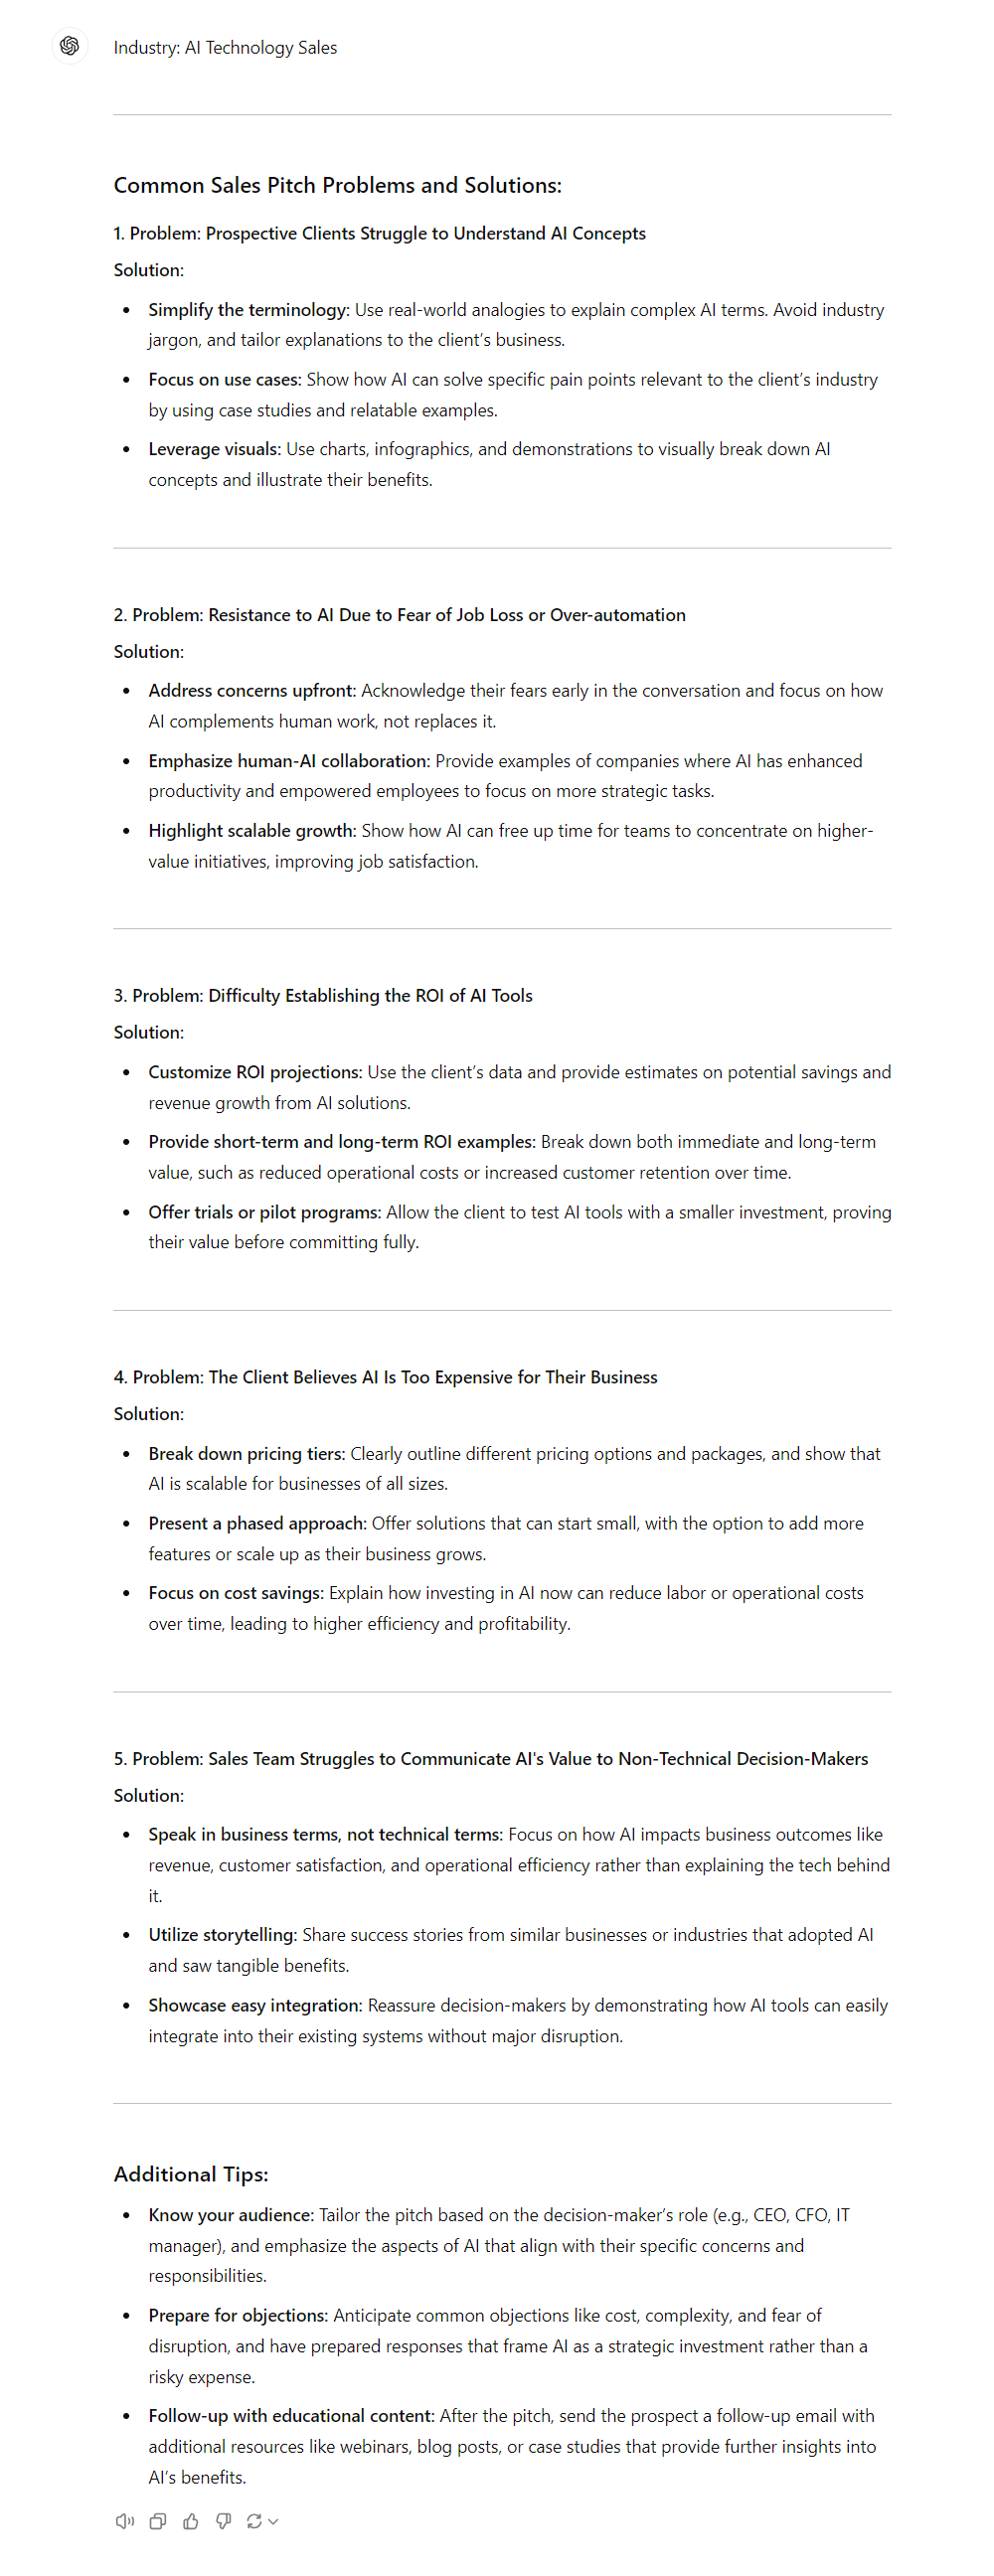 Industry: AI Technology Sales
Common Sales Pitch Problems and Solutions:
1. Problem: Prospective Clients Struggle to Understand AI Concepts
Solution:
• Simplify the terminology: Use real-world analogies to explain complex AI terms. Avoid industry
jargon, and tailor explanations to the client’s business.
• Focus on use cases: Show how AI can solve specific pain points relevant to the client’s industry
by using case studies and relatable examples.
• Leverage visuals: Use charts, infographics, and demonstrations to visually break down AI
concepts and illustrate their benefits.
2. Problem: Resistance to AI Due to Fear of Job Loss or Over-automation
Solution:
• Address concerns upfront: Acknowledge their fears early in the conversation and focus on how
AI complements human work, not replaces it.
• Emphasize human-AI collaboration: Provide examples of companies where AI has enhanced
productivity and empowered employees to focus on more strategic tasks.
• Highlight scalable growth: Show how AI can free up time for teams to concentrate on higher-
value initiatives, improving job satisfaction.
3. Problem: Difficulty Establishing the ROI of AI Tools
Solution:
• Customize ROI projections: Use the client’s data and provide estimates on potential savings and
revenue growth from AI solutions.
• Provide short-term and long-term ROI examples: Break down both immediate and long-term
value, such as reduced operational costs or increased customer retention over time.
• Offer trials or pilot programs: Allow the client to test AI tools with a smaller investment, proving
their value before committing fully.
4. Problem: The Client Believes AI Is Too Expensive for Their Business
Solution:
• Break down pricing tiers: Clearly outline different pricing options and packages, and show that
AI is scalable for businesses of all sizes.
• Present a phased approach: Offer solutions that can start small, with the option to add more
features or scale up as their business grows.
• Focus on cost savings: Explain how investing in AI now can reduce labor or operational costs
over time, leading to higher efficiency and profitability.
5. Problem: Sales Team Struggles to Communicate AI's Value to Non-Technical Decision-Makers
Solution:
• Speak in business terms, not technical terms: Focus on how AI impacts business outcomes like
revenue, customer satisfaction, and operational efficiency rather than explaining the tech behind
it.
• Utilize storytelling: Share success stories from similar businesses or industries that adopted AI
and saw tangible benefits.
• Showcase easy integration: Reassure decision-makers by demonstrating how AI tools can easily
integrate into their existing systems without major disruption.
Additional Tips:
• Know your audience: Tailor the pitch based on the decision-maker’s role (e.g., CEO, CFO, IT
manager), and emphasize the aspects of AI that align with their specific concerns and
responsibilities.
• Prepare for objections: Anticipate common objections like cost, complexity, and fear of
disruption, and have prepared responses that frame AI as a strategic investment rather than a
risky expense.
• Follow-up with educational content: After the pitch, send the prospect a follow-up email with
additional resources like webinars, blog posts, or case studies that provide further insights into
AI’s benefits.